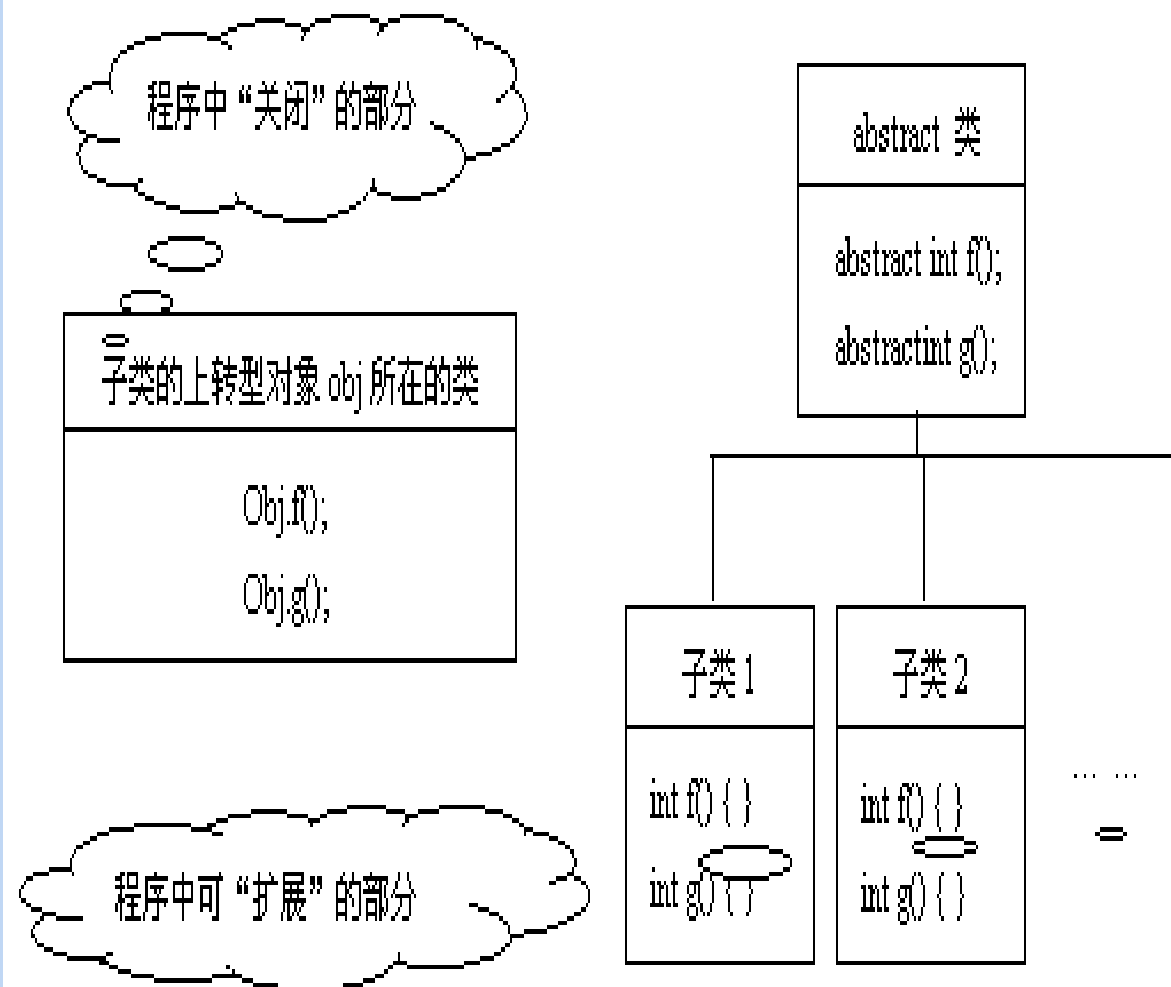 程序中“关闭”的部分
abstract 类
abstract int f();
abstractint g();
子类的上转型对象 obj 所在的类
Obj.f();
Obj.g();
子类 1
int f() { }
int g() { }
子类 2
int f() { }
int g() { }
... ...
程序中可“扩展”的部分